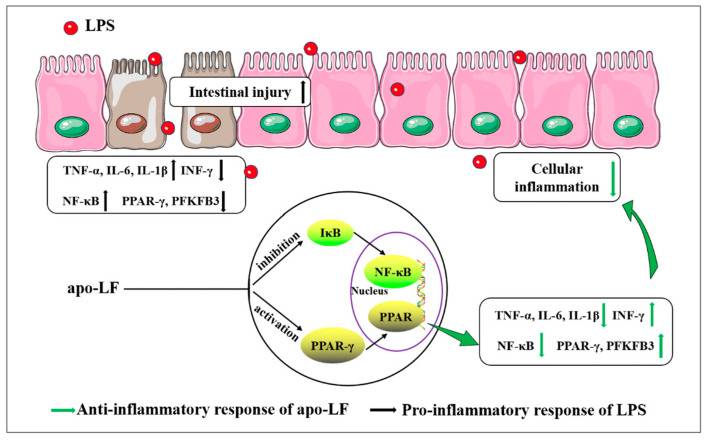 LPS
Intestinal injury
TNF-α, IL-6, IL-1β INF-γ
NF-κB PPAR-γ, PFKFB3
Cellular
inflammation
apo-LF
inhibition
IκB
NF-κB
Nucleus
activation
PPAR-γ
PPAR
TNF-α, IL-6, IL-1β INF-γ
NF-κB PPAR-γ, PFKFB3
Anti-inflammatory response of apo-LF
Pro-inflammatory response of LPS